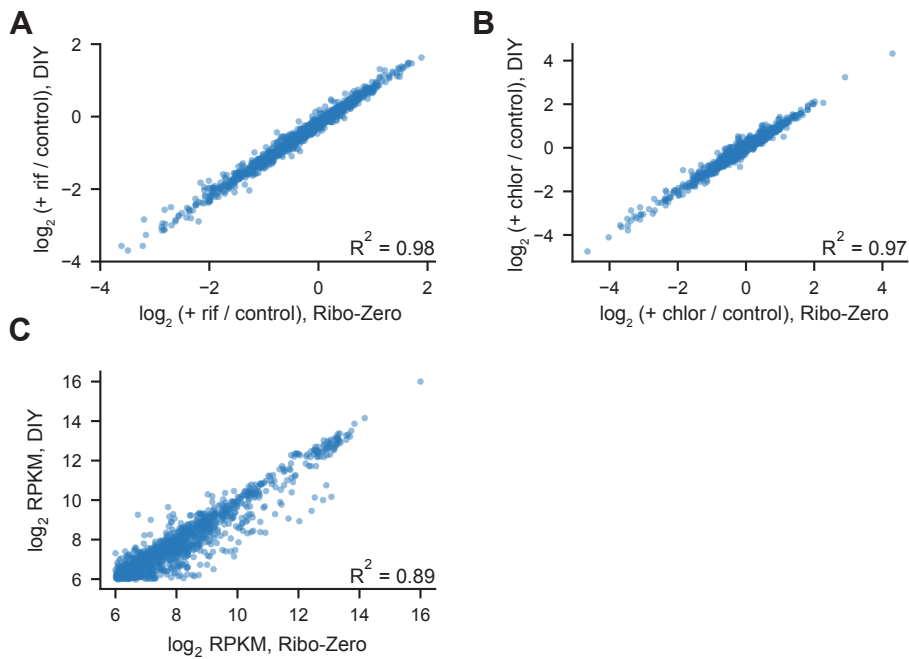 A
B
2
0
−2
−4
log₂ (+ rif / control), DIY
R² = 0.98
−4
−2
0
2
log₂ (+ rif / control), Ribo-Zero
4
2
0
−2
−4
log₂ (+ chlor / control), DIY
R² = 0.97
−4
−2
0
2
4
log₂ (+ chlor / control), Ribo-Zero
C
16
14
12
10
8
6
log₂ RPKM, DIY
R² = 0.89
6
8
10
12
14
16
log₂ RPKM, Ribo-Zero